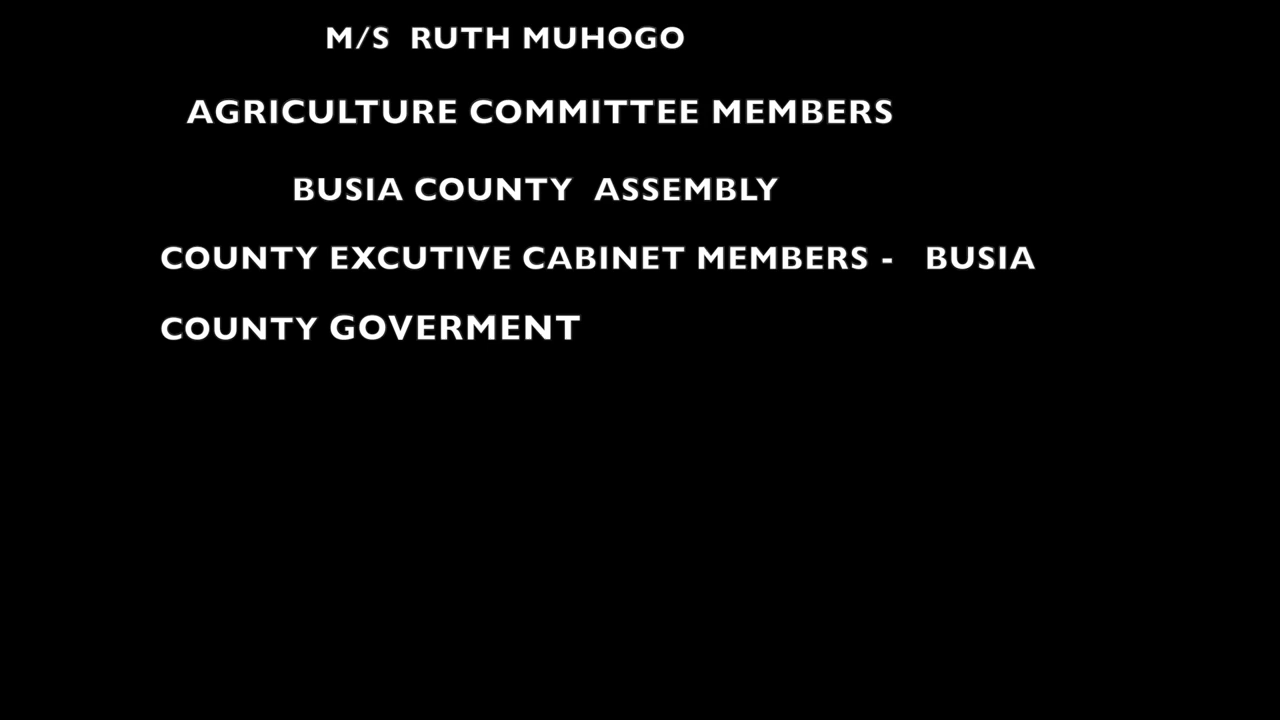 M/S RUTH MUHOGO
AGRICULTURE COMMITTEE MEMBERS
BUSIA COUNTY ASSEMBLY
COUNTY EXCUTIVE CABINET MEMBERS - BUSIA
COUNTY GOVERMENT